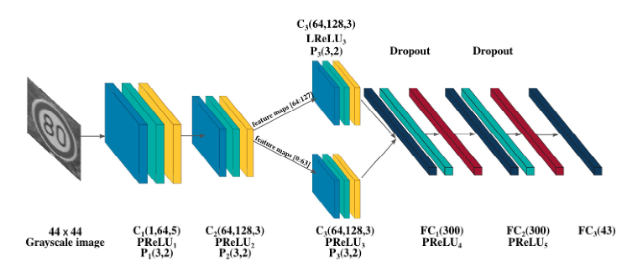 C3(64,128,3)
LReLU3
P3(3,2)
Dropout
Dropout
80
feature maps [64:127]
feature maps [0:63]
44 x 44
Grayscale image
C1(1,64,5)
PReLU1
P1(3,2)
C2(64,128,3)
PReLU2
P2(3,2)
C3(64,128,3)
PReLU3
P3(3,2)
FC1(300)
PReLU4
FC2(300)
PReLU5
FC3(43)